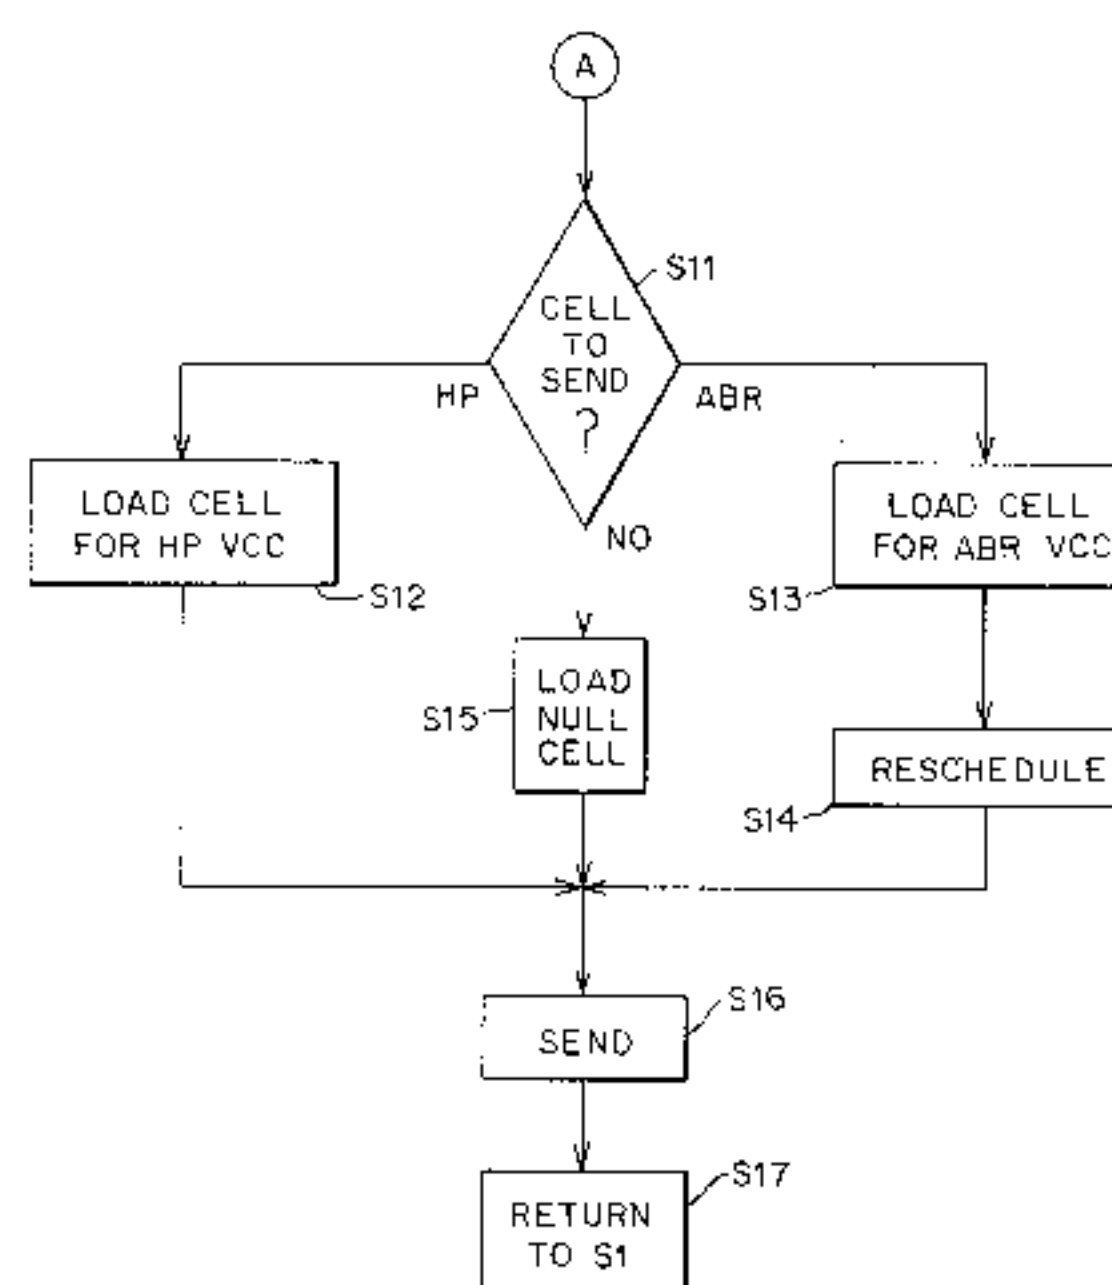 A
S11
CELL
TO
SEND
?
HP
ABR
NO
LOAD CELL
FOR HP VCC
S12
LOAD CELL
FOR ABR VCC
S13
S15
LOAD
NULL
CELL
RESCHEDULE
S14
S16
SEND
S17
RETURN
TO S1